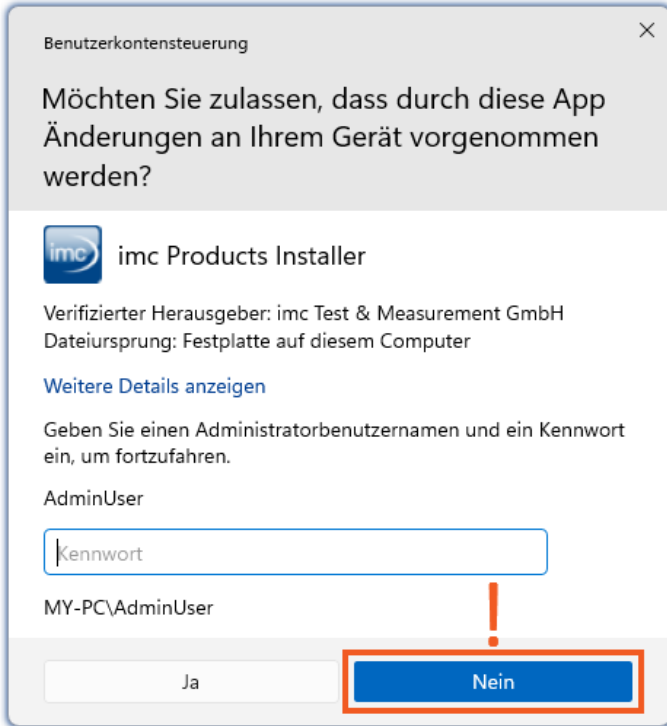 Benutzerkontensteuerung
Möchten Sie zulassen, dass durch diese App
Änderungen an Ihrem Gerät vorgenommen
werden?
imc
imc Products Installer
Verifizierter Herausgeber: imc Test & Measurement GmbH
Dateiursprung: Festplatte auf diesem Computer
Weitere Details anzeigen
Geben Sie einen Administratorbenutzernamen und ein Kennwort
ein, um fortzufahren.
AdminUser
Kennwort
MY-PC\AdminUser
!
Ja
Nein